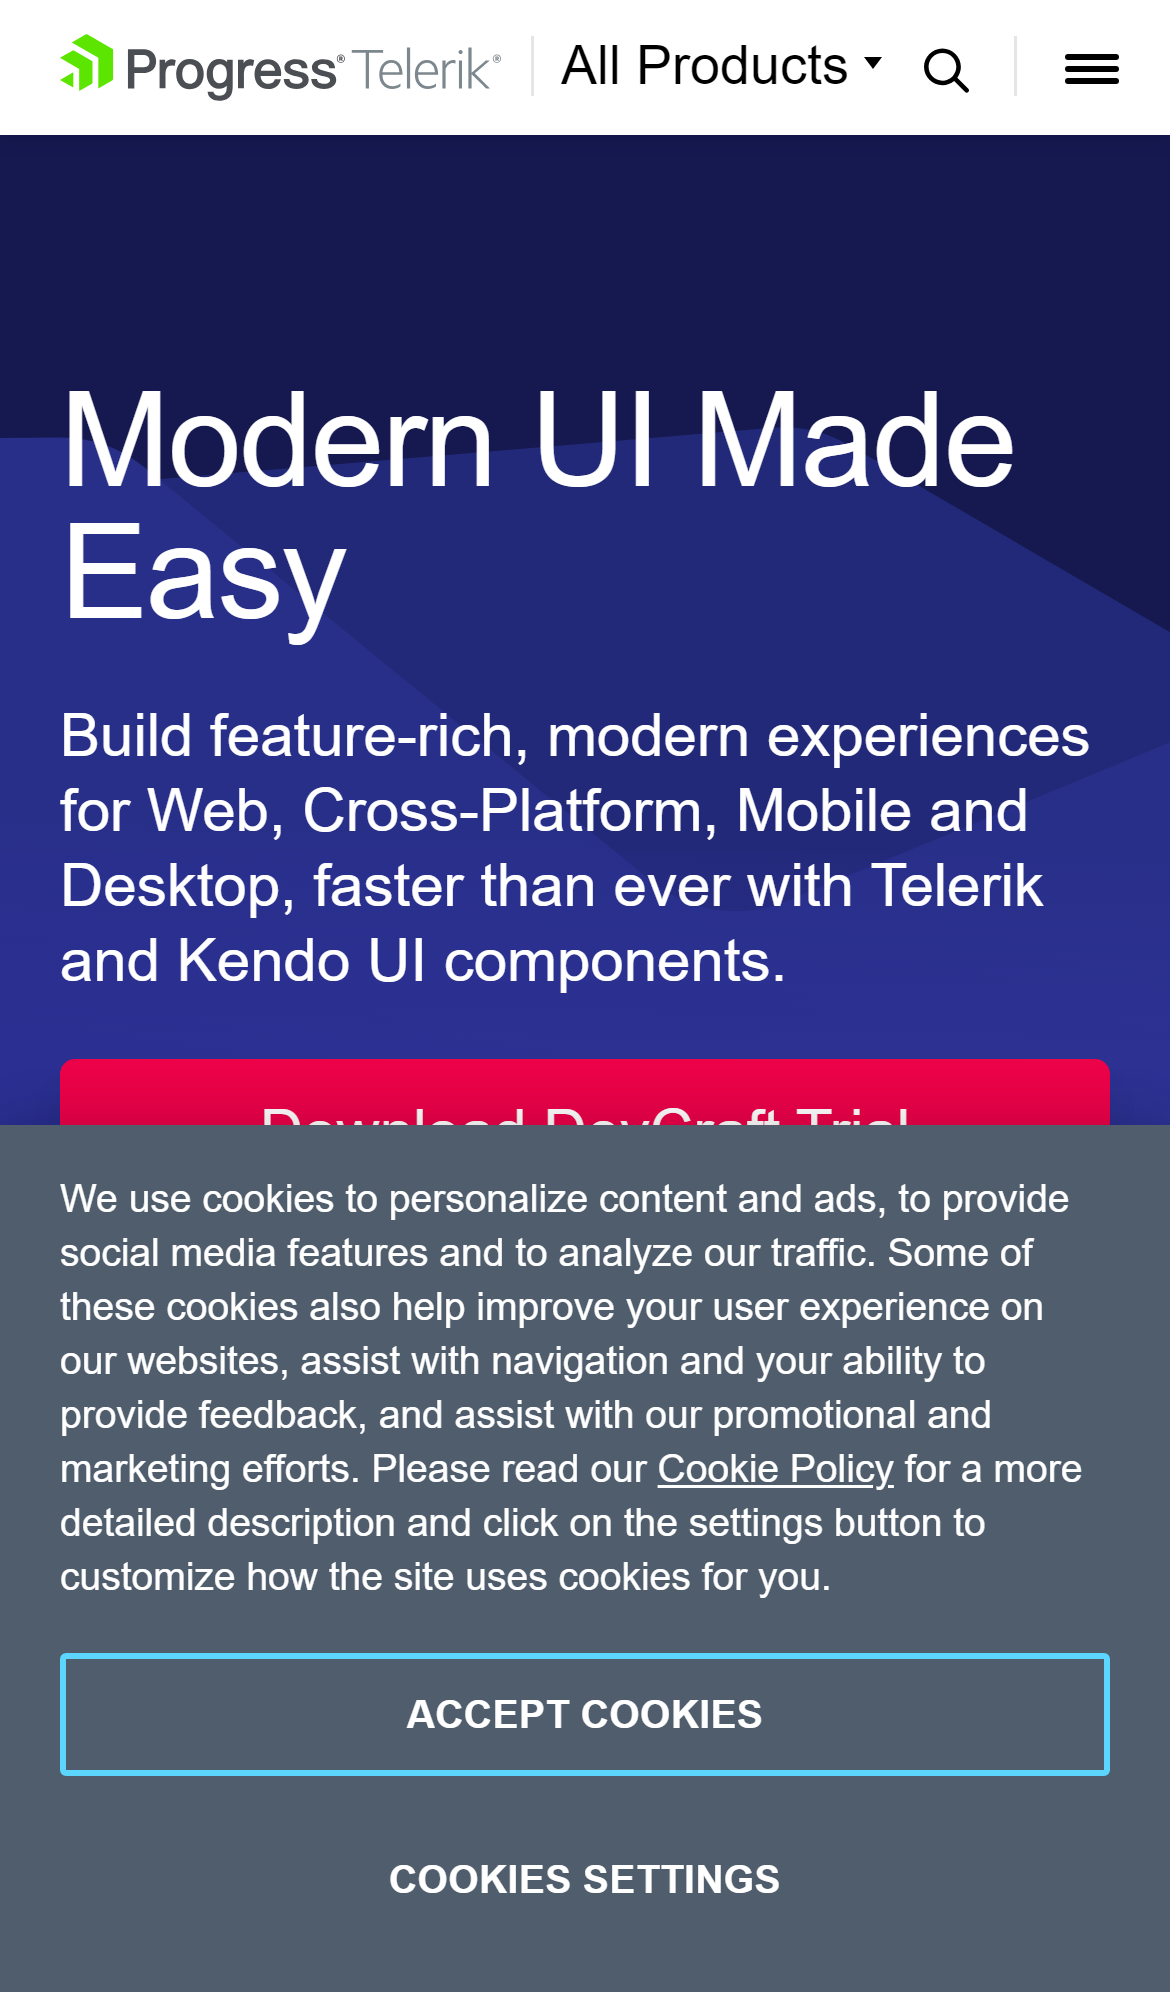 Progress® Telerik®
All Products
Modern UI Made
Easy
Build feature-rich, modern experiences
for Web, Cross-Platform, Mobile and
Desktop, faster than ever with Telerik
and Kendo UI components.
Download DevCraft Trial
We use cookies to personalize content and ads, to provide
social media features and to analyze our traffic. Some of
these cookies also help improve your user experience on
our websites, assist with navigation and your ability to
provide feedback, and assist with our promotional and
marketing efforts. Please read our Cookie Policy for a more
detailed description and click on the settings button to
customize how the site uses cookies for you.
ACCEPT COOKIES
COOKIES SETTINGS